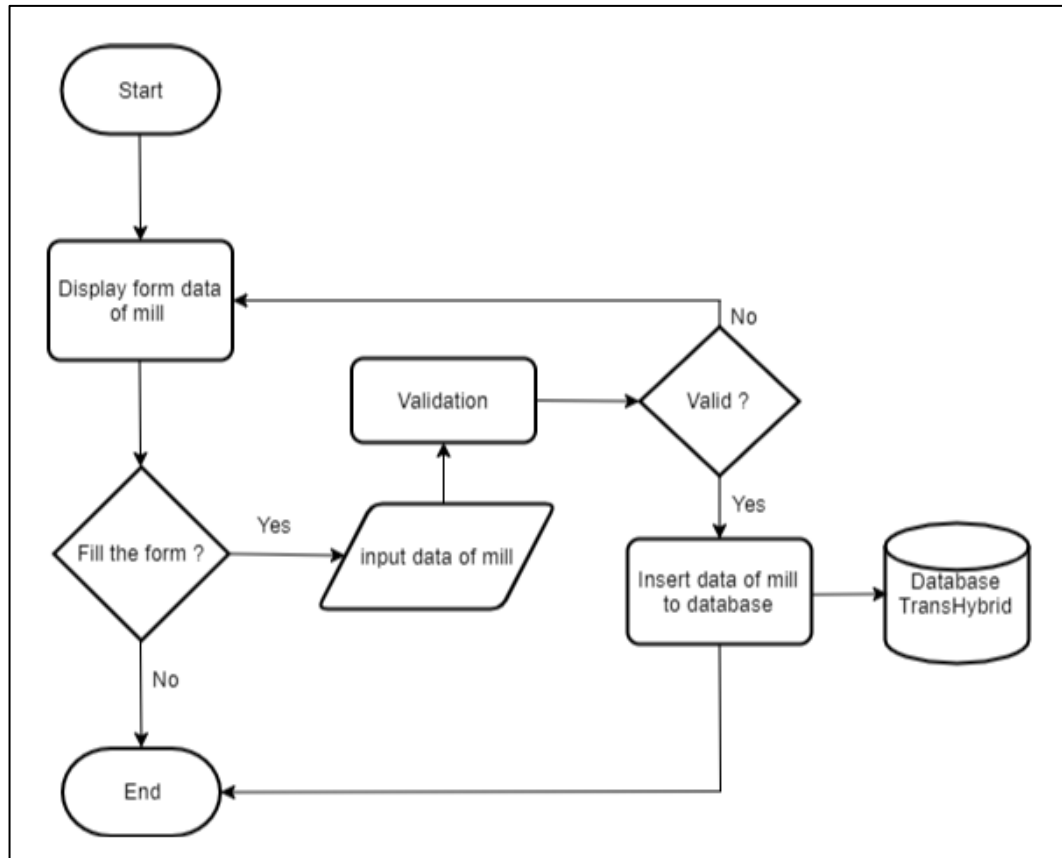 Start
Display form data
of mill
No
Validation
Valid ?
Yes
Fill the form ?
Yes
input data of mill
Insert data of mill
to database
Database
TransHybrid
No
End